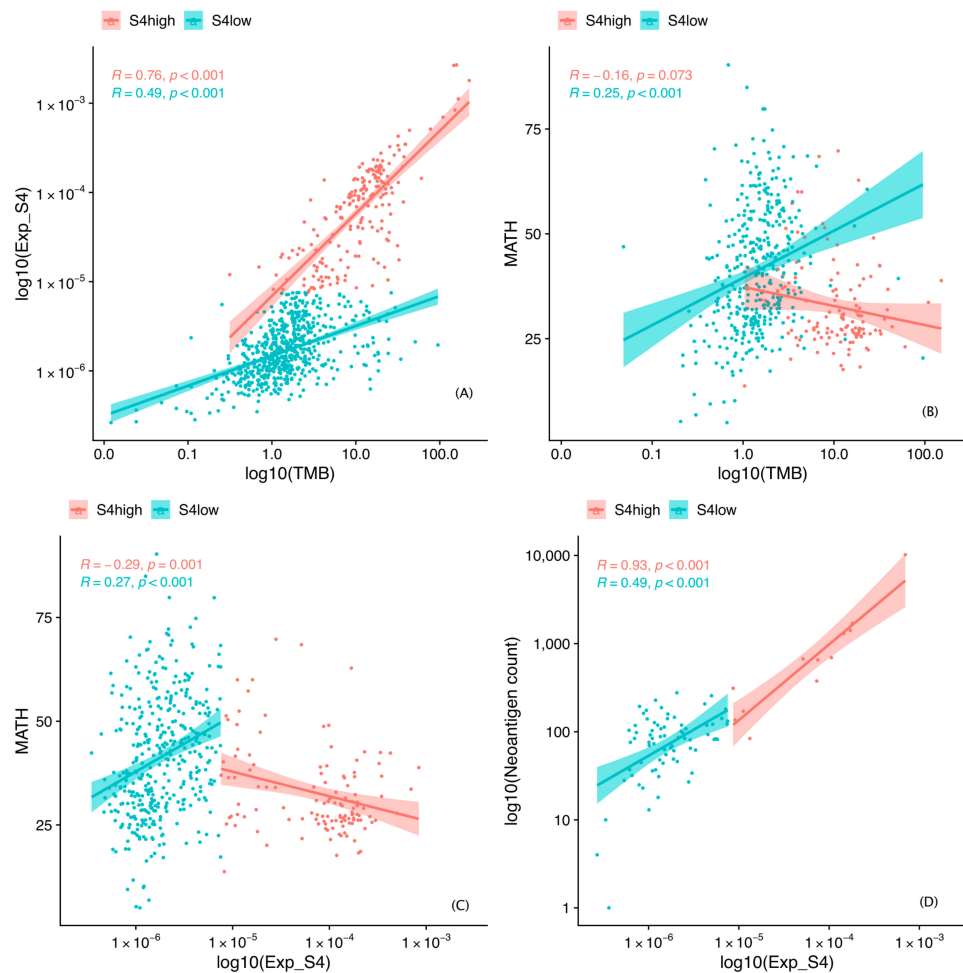 S4high S4low
R = 0.76, p < 0.001
R = 0.49, p < 0.001
log10(Exp_S4)
1 × 10⁻³
1 × 10⁻⁴
1 × 10⁻⁵
1 × 10⁻⁶
(A)
0.0 0.1 1.0 10.0 100.0
log10(TMB)
S4high S4low
R = −0.16, p = 0.073
R = 0.25, p < 0.001
MATH
75
50
25
(B)
0.0 0.1 1.0 10.0 100.0
log10(TMB)
S4high S4low
R = −0.29, p = 0.001
R = 0.27, p < 0.001
MATH
75
50
25
(C)
1 × 10⁻⁶ 1 × 10⁻⁵ 1 × 10⁻⁴ 1 × 10⁻³
log10(Exp_S4)
S4high S4low
R = 0.93, p < 0.001
R = 0.49, p < 0.001
log10(Neoantigen count)
10,000
1,000
100
10
1
(D)
1 × 10⁻⁶ 1 × 10⁻⁵ 1 × 10⁻⁴ 1 × 10⁻³
log10(Exp_S4)